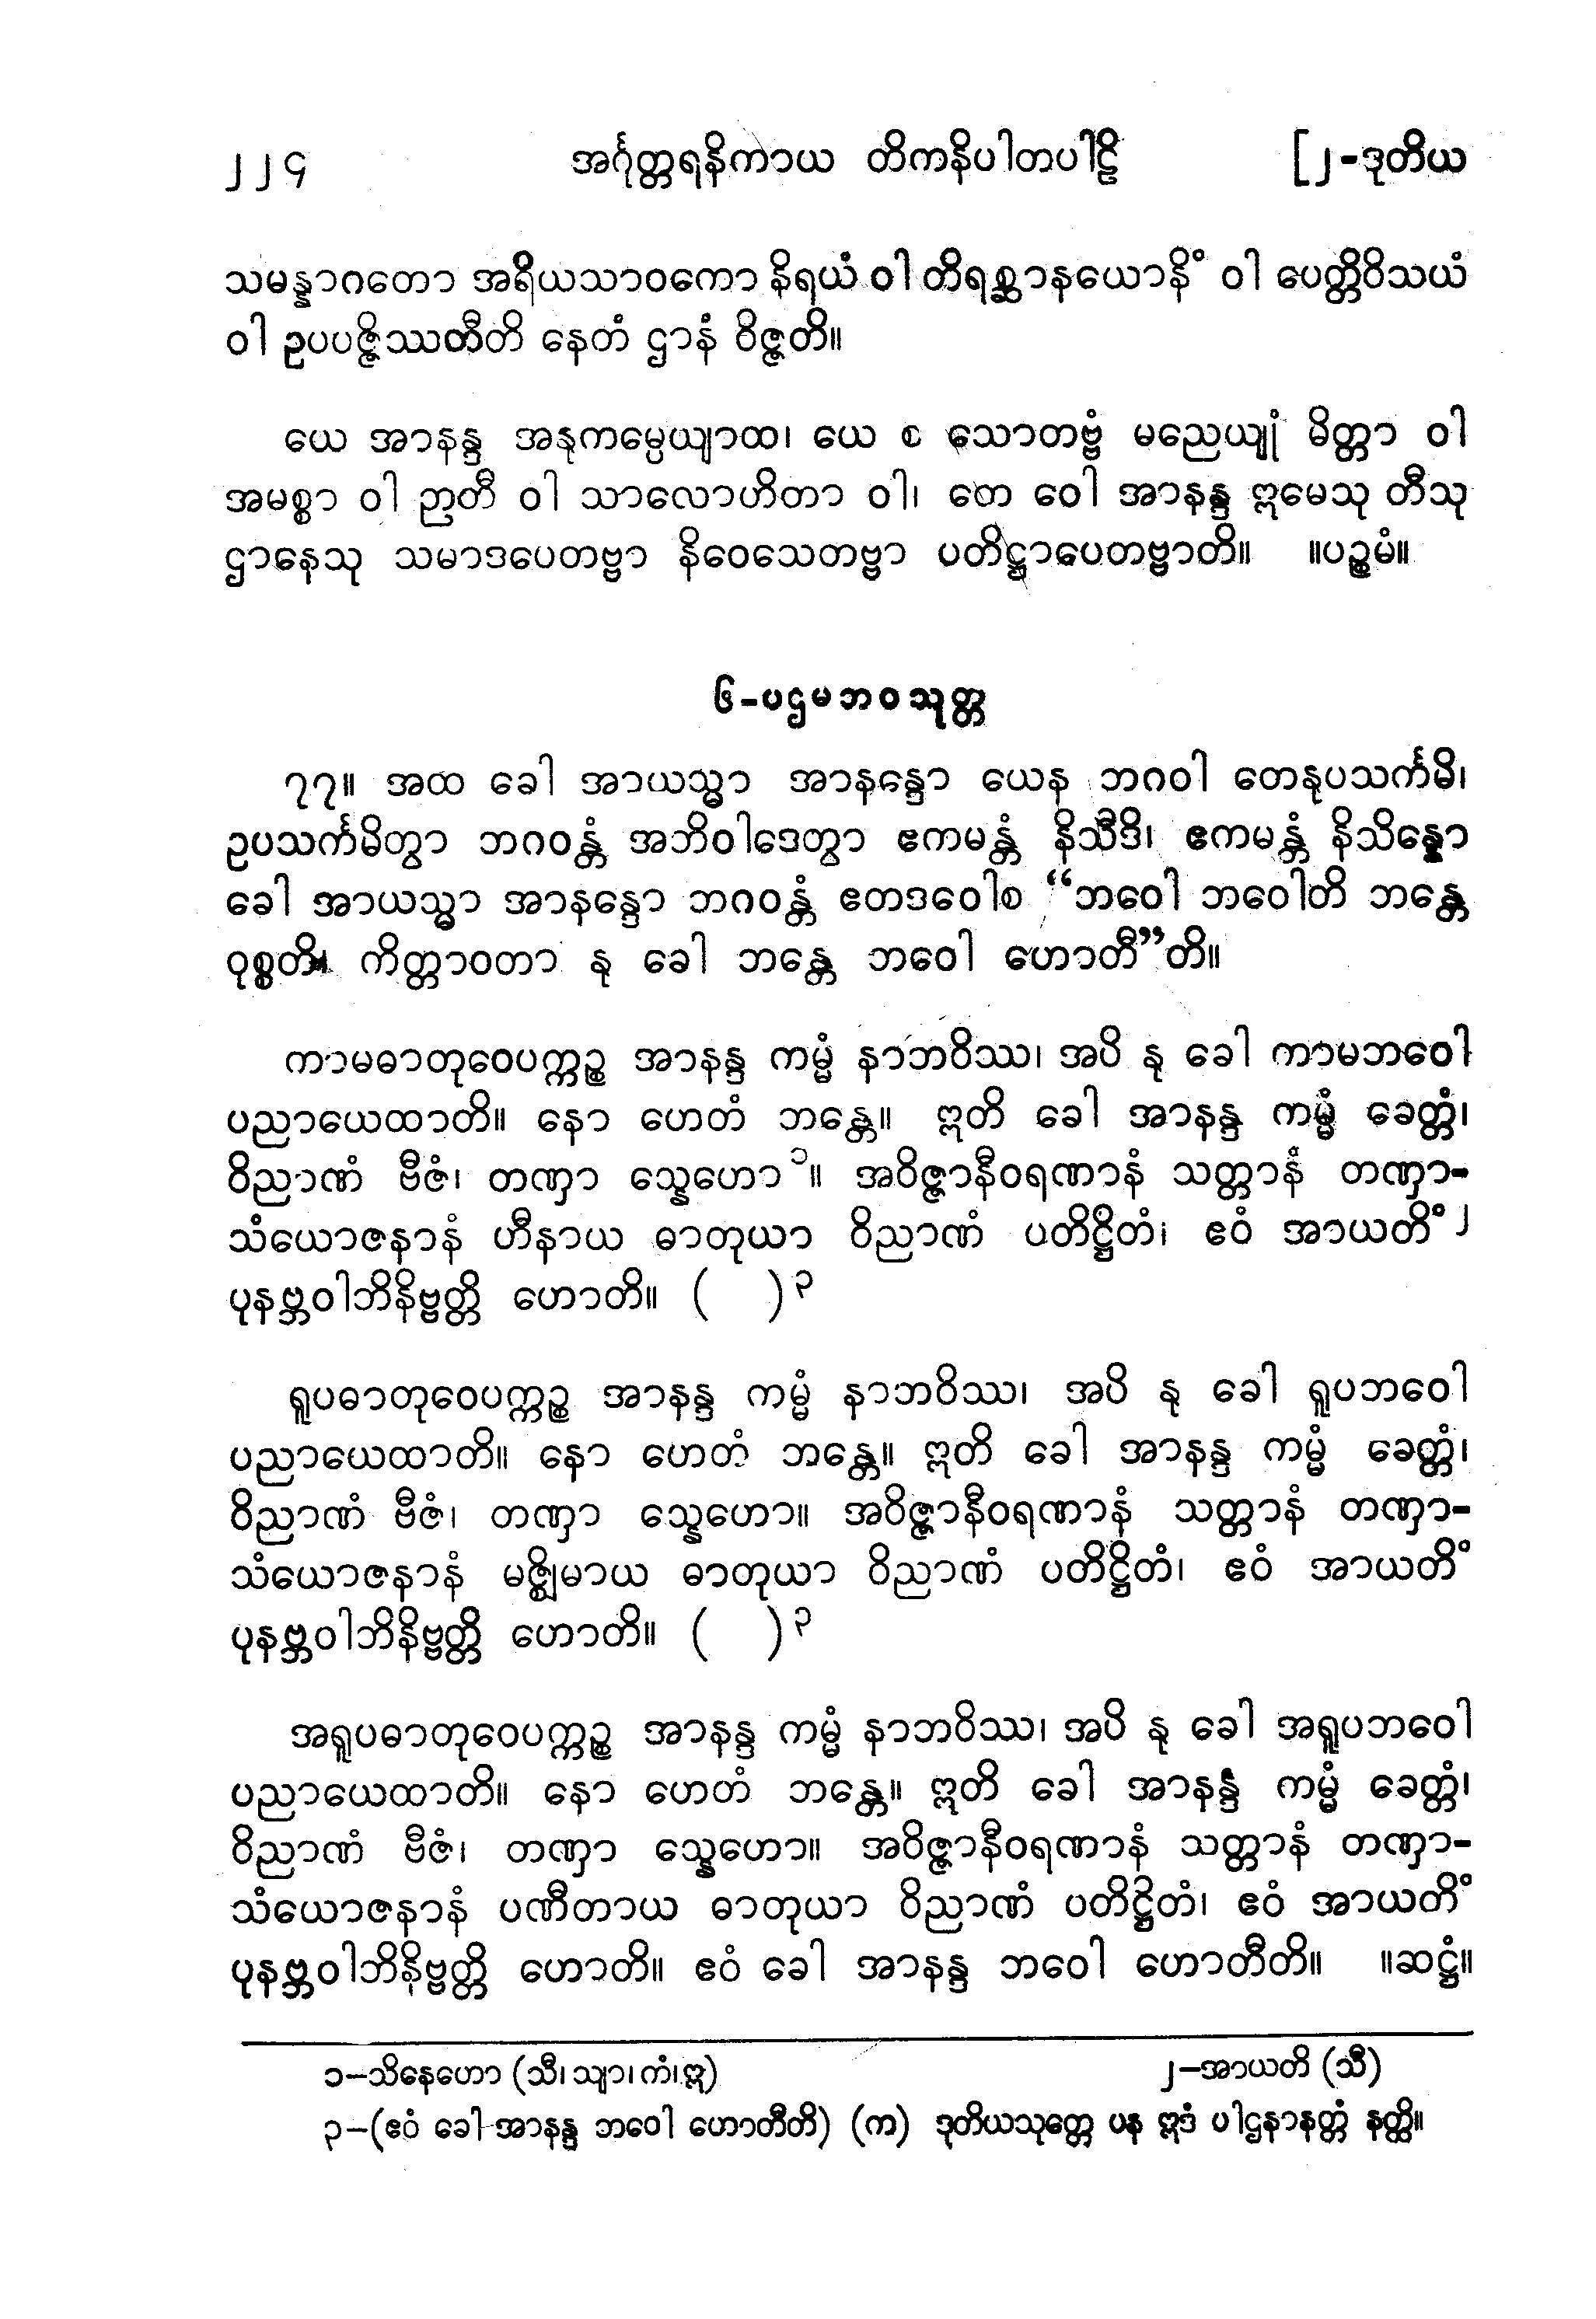 ၂၂၄ အင်္ဂုတ္တရနိကာယ တိကနိပါတပါဠိ [၂-ဒုတိယ
သမန္နာဂတော အရိယသာဝကော နိရယံ ဝါ တိရစ္ဆာနယောနိံ ဝါ ပေတ္တိဝိသယံ
ဝါ ဥပပဇ္ဇိဿတီတိ နေတံ ဌာနံ ဝိဇ္ဇတိ။
ယေ အာနန္ဒ အနုကမ္ပေယျာထ၊ ယေ စ သောတဗ္ဗံ မညေယျုံ မိတ္တာ ဝါ
အမစ္စာ ဝါ ဉာတီ ဝါ သာလောဟိတာ ဝါ၊ တေ ဝေါ အာနန္ဒ ဣမေသု တီသု
ဌာနေသု သမာဒပေတဗ္ဗာ နိဝေသေတဗ္ဗာ ပတိဋ္ဌာပေတဗ္ဗာတိ။ ။ပဉ္စမံ။
၆-ပဌမဘဝသုတ္တ
၇၇။ အထ ခေါ အာယသ္မာ အာနန္ဒော ယေန ဘဂဝါ တေနုပသင်္ကမိ၊
ဥပသင်္ကမိတွာ ဘဂဝန္တံ အဘိဝါဒေတွာ ဧကမန္တံ နိသီဒိ၊ ဧကမန္တံ နိသိန္နော
ခေါ အာယသ္မာ အာနန္ဒော ဘဂဝန္တံ ဧတဒဝေါစ “ဘဝေါ ဘဝေါတိ ဘန္တေ
ဝုစ္စတိ၊ ကိတ္တာဝတာ နု ခေါ ဘန္တေ ဘဝေါ ဟောတီ”တိ။
ကာမဓာတုဝေပက္ကဉ္စ အာနန္ဒ ကမ္မံ နာဘဝိဿ၊ အပိ နု ခေါ ကာမဘဝေါ
ပညာယေထာတိ။ နော ဟေတံ ဘန္တေ။ ဣတိ ခေါ အာနန္ဒ ကမ္မံ ခေတ္တံ၊
ဝိညာဏံ ဗီဇံ၊ တဏှာ သ္နေဟော ၁။ အဝိဇ္ဇာနီဝရဏာနံ သတ္တာနံ တဏှာ-
သံယောဇနာနံ ဟီနာယ ဓာတုယာ ဝိညာဏံ ပတိဋ္ဌိတံ၊ ဧဝံ အာယတိံ ၂
ပုနဗ္ဘဝါဘိနိဗ္ဗတ္တိ ဟောတိ။ ( ) ၃
ရူပဓာတုဝေပက္ကဉ္စ အာနန္ဒ ကမ္မံ နာဘဝိဿ၊ အပိ နု ခေါ ရူပဘဝေါ
ပညာယေထာတိ။ နော ဟေတံ ဘန္တေ။ ဣတိ ခေါ အာနန္ဒ ကမ္မံ ခေတ္တံ၊
ဝိညာဏံ ဗီဇံ၊ တဏှာ သ္နေဟော။ အဝိဇ္ဇာနီဝရဏာနံ သတ္တာနံ တဏှာ-
သံယောဇနာနံ မဇ္ဈိမာယ ဓာတုယာ ဝိညာဏံ ပတိဋ္ဌိတံ၊ ဧဝံ အာယတိံ
ပုနဗ္ဘဝါဘိနိဗ္ဗတ္တိ ဟောတိ။ ( ) ၃
အရူပဓာတုဝေပက္ကဉ္စ အာနန္ဒ ကမ္မံ နာဘဝိဿ၊ အပိ နု ခေါ အရူပဘဝေါ
ပညာယေထာတိ။ နော ဟေတံ ဘန္တေ။ ဣတိ ခေါ အာနန္ဒ ကမ္မံ ခေတ္တံ၊
ဝိညာဏံ ဗီဇံ၊ တဏှာ သ္နေဟော။ အဝိဇ္ဇာနီဝရဏာနံ သတ္တာနံ တဏှာ-
သံယောဇနာနံ ပဏီတာယ ဓာတုယာ ဝိညာဏံ ပတိဋ္ဌိတံ၊ ဧဝံ အာယတိံ
ပုနဗ္ဘဝါဘိနိဗ္ဗတ္တိ ဟောတိ။ ဧဝံ ခေါ အာနန္ဒ ဘဝေါ ဟောတီတိ။ ။ဆဋ္ဌံ။
၁-သိနေဟော (သီ၊ သျာ၊ ကံ၊ ဣ) ၂-အာယတိ (သီ)
၃-(ဧဝံ ခေါ အာနန္ဒ ဘဝေါ ဟောတီတိ) (က) ဒုတိယသုတ္တေ ပန ဣဒံ ပါဌနာနတ္တံ နတ္ထိ။